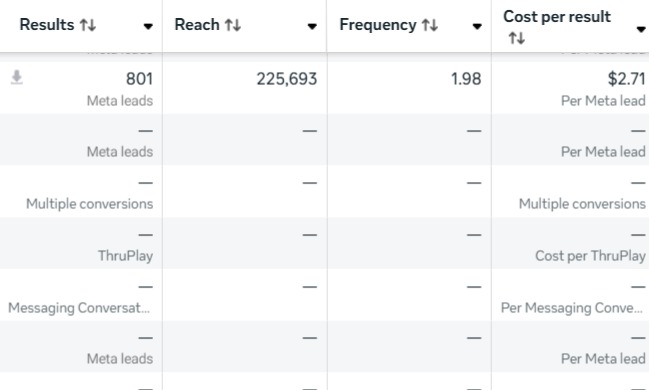 Results ↑↓ Reach ↑↓ Frequency ↑↓ Cost per result ↑↓
801 225,693 1.98 $2.71
Meta leads Per Meta lead
— — — —
Meta leads Per Meta lead
— — — —
Multiple conversions Multiple conversions
— — — —
ThruPlay Cost per ThruPlay
— — — —
Messaging Conversat... Per Messaging Conve...
— — — —
Meta leads Per Meta lead
— — — —